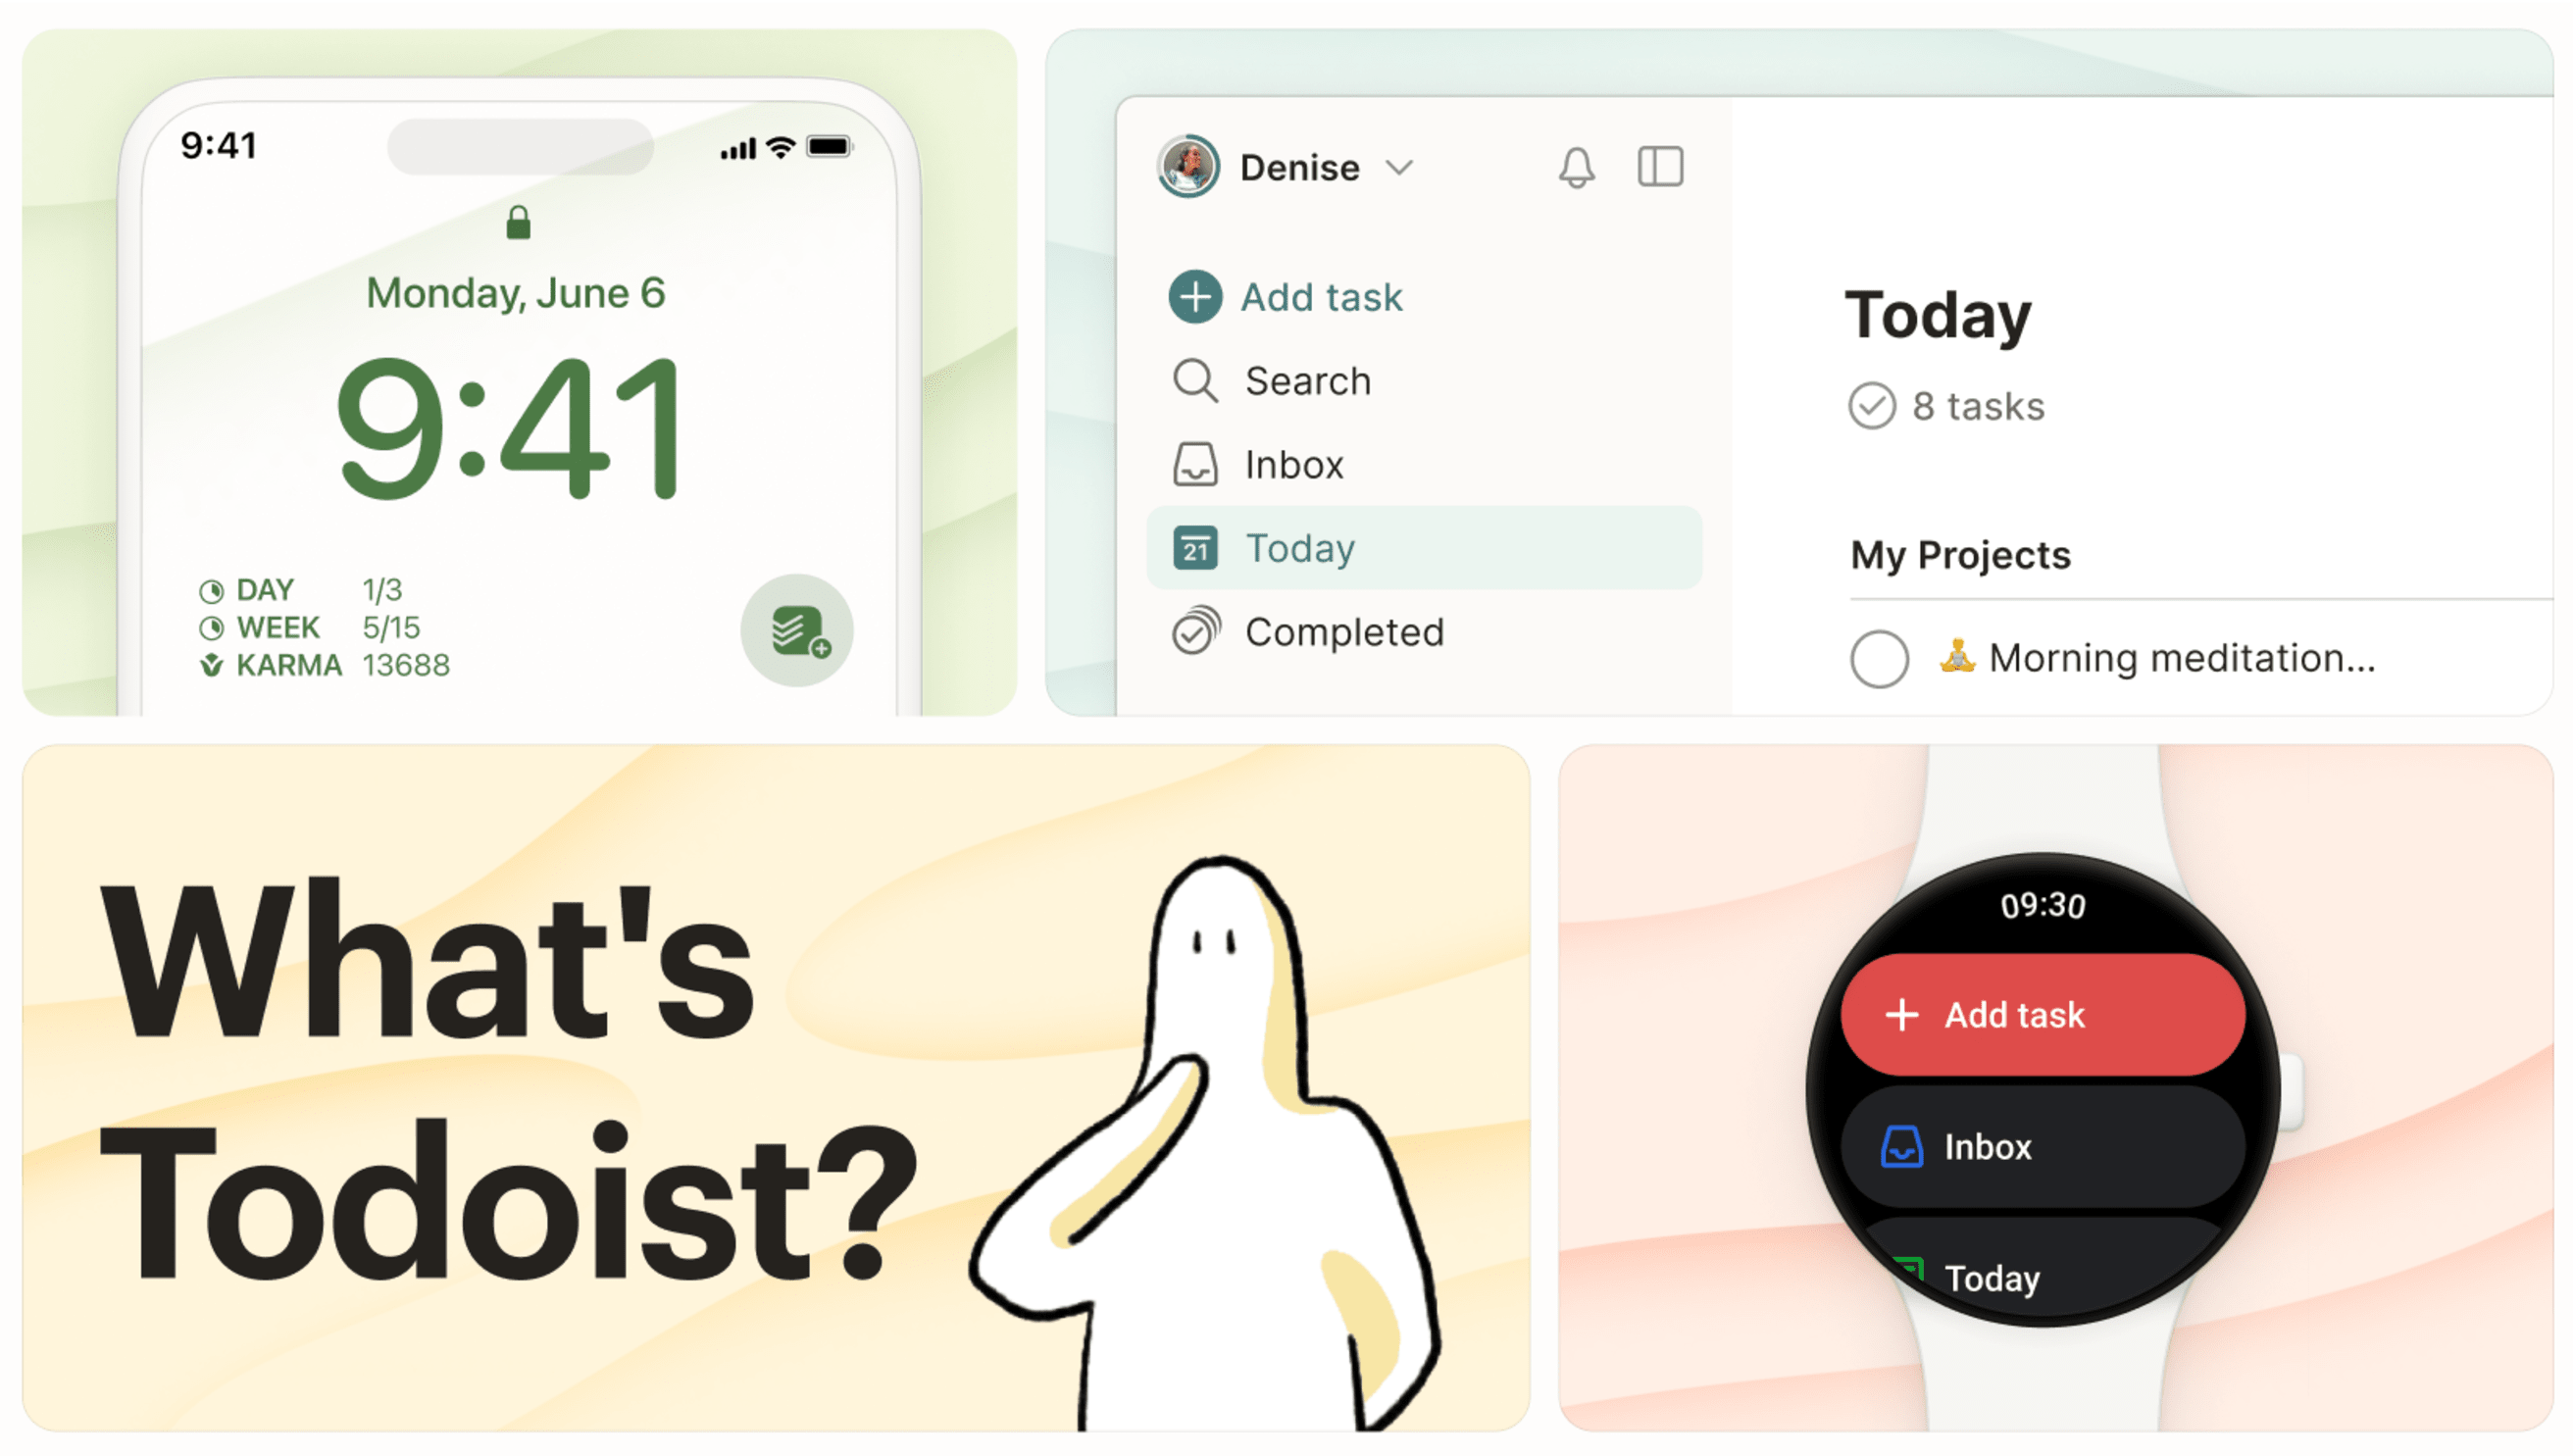 9:41
Monday, June 6
9:41
DAY 1/3
WEEK 5/15
KARMA 13688
Denise
Add task
Search
Inbox
21 Today
Completed
Today
8 tasks
My Projects
🧘 Morning meditation...
What's
Todoist?
09:30
+ Add task
Inbox
Today